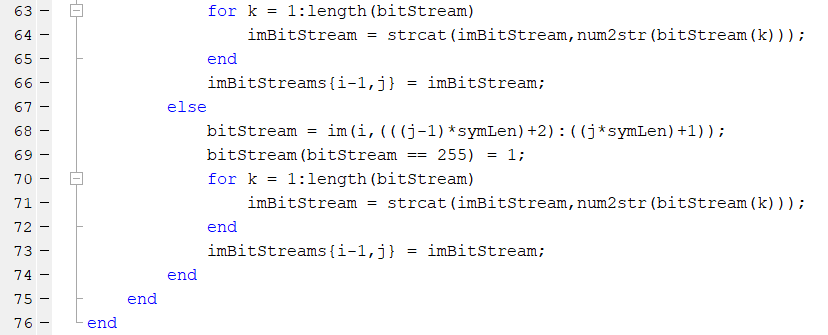 63 – for k = 1:length(bitStream)
64 – imBitStream = strcat(imBitStream,num2str(bitStream(k)));
65 – end
66 – imBitStreams{i-1,j} = imBitStream;
67 – else
68 – bitStream = im(i,(((j-1)*symLen)+2):((j*symLen)+1));
69 – bitStream(bitStream == 255) = 1;
70 – for k = 1:length(bitStream)
71 – imBitStream = strcat(imBitStream,num2str(bitStream(k)));
72 – end
73 – imBitStreams{i-1,j} = imBitStream;
74 – end
75 – end
76 – end